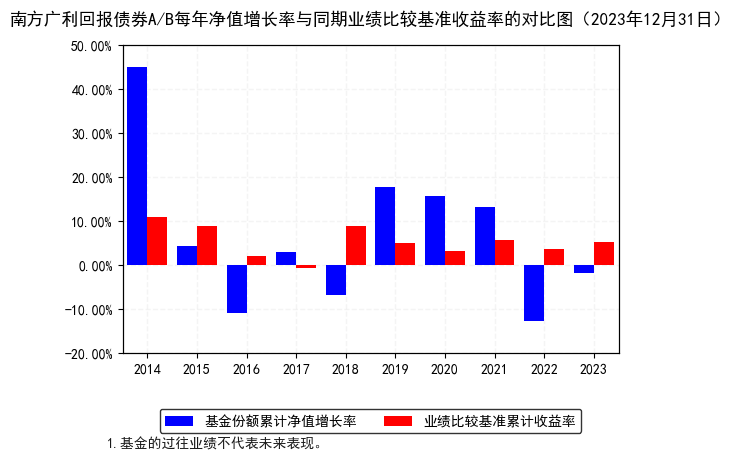 南方广利回报债券A/B每年净值增长率与同期业绩比较基准收益率的对比图（2023年12月31日）
50.00%
40.00%
30.00%
20.00%
10.00%
0.00%
-10.00%
-20.00%
2014 2015 2016 2017 2018 2019 2020 2021 2022 2023
基金份额累计净值增长率 业绩比较基准累计收益率
1.基金的过往业绩不代表未来表现。